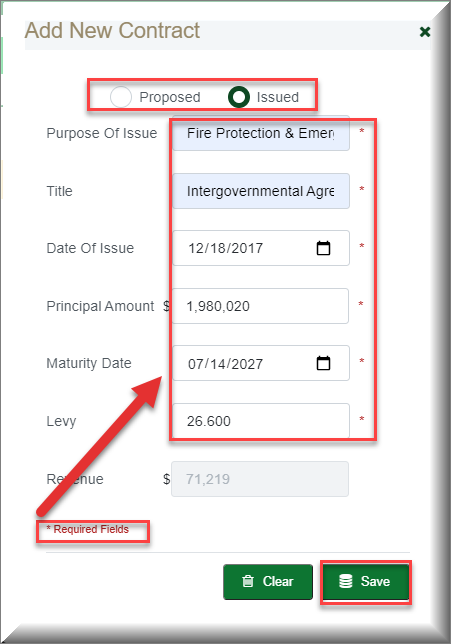 Add New Contract
Proposed Issued
Purpose Of Issue Fire Protection & Emer *
Title Intergovernmental Agre *
Date Of Issue 12/18/2017 *
Principal Amount $ 1,980,020 *
Maturity Date 07/14/2027 *
Levy 26.600 *
Revenue $ 71,219
* Required Fields
Clear Save